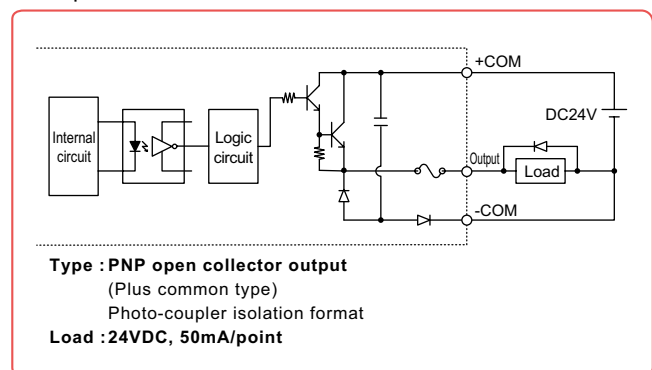 +COM
DC24V
Internal
circuit
Logic
circuit
Output
Load
-COM
Type : PNP open collector output
(Plus common type)
Photo-coupler isolation format
Load : 24VDC, 50mA/point